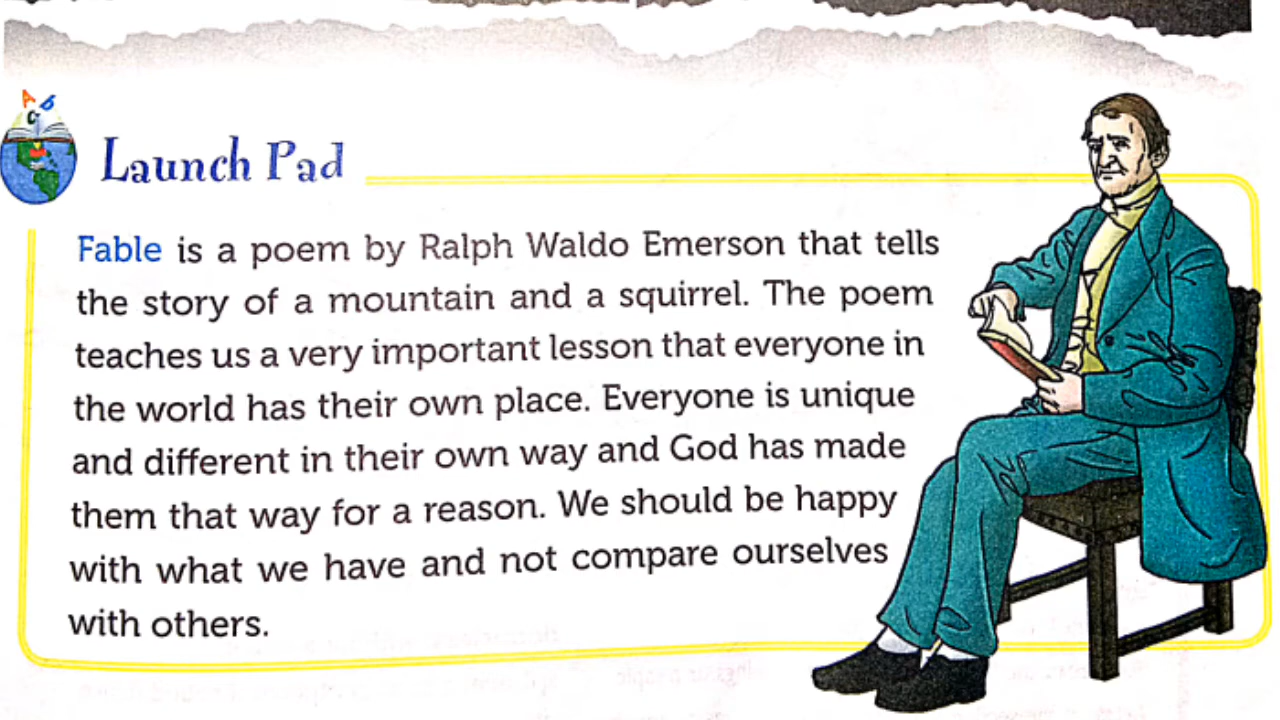 Launch Pad
Fable is a poem by Ralph Waldo Emerson that tells
the story of a mountain and a squirrel. The poem
teaches us a very important lesson that everyone in
the world has their own place. Everyone is unique
and different in their own way and God has made
them that way for a reason. We should be happy
with what we have and not compare ourselves
with others.